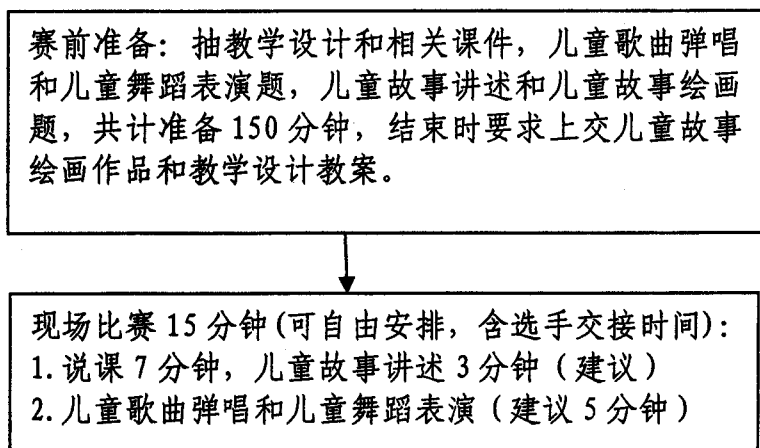 赛前准备：抽教学设计和相关课件，儿童歌曲弹唱
和儿童舞蹈表演题，儿童故事讲述和儿童故事绘画
题，共计准备 150 分钟，结束时要求上交儿童故事
绘画作品和教学设计教案。
现场比赛 15 分钟(可自由安排，含选手交接时间)：
1.说课 7 分钟，儿童故事讲述 3 分钟（建议）
2.儿童歌曲弹唱和儿童舞蹈表演（建议 5 分钟）